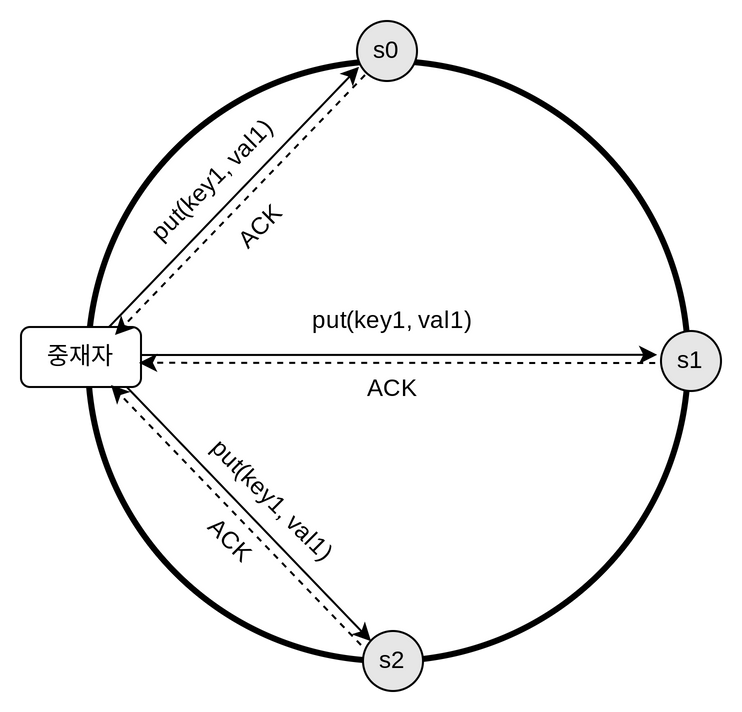 s0
put(key1, val1)
ACK
put(key1, val1)
중재자
s1
ACK
put(key1, val1)
ACK
s2